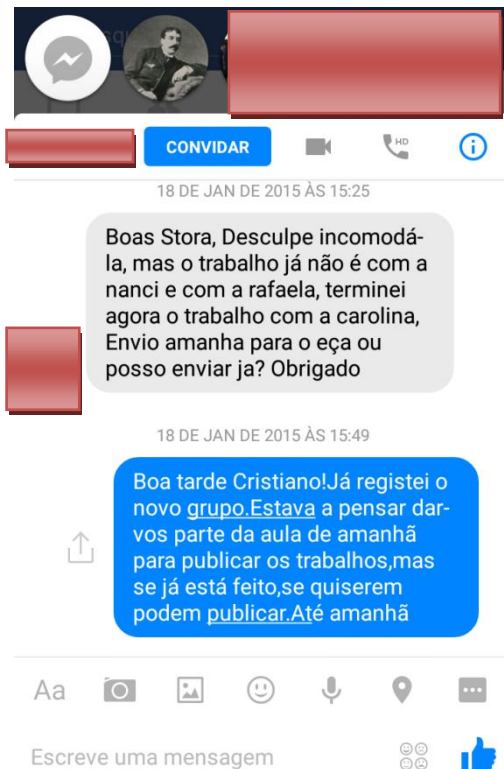 squ
CONVIDAR
HD
18 DE JAN DE 2015 ÀS 15:25
Boas Stora, Desculpe incomodá-
la, mas o trabalho já não é com a
nanci e com a rafaela, terminei
agora o trabalho com a carolina,
Envio amanha para o eça ou
posso enviar ja? Obrigado
18 DE JAN DE 2015 ÀS 15:49
Boa tarde Cristiano!Já registei o
novo grupo.Estava a pensar dar-
vos parte da aula de amanhã
para publicar os trabalhos,mas
se já está feito,se quiserem
podem publicar.Até amanhã
Aa
Escreve uma mensagem